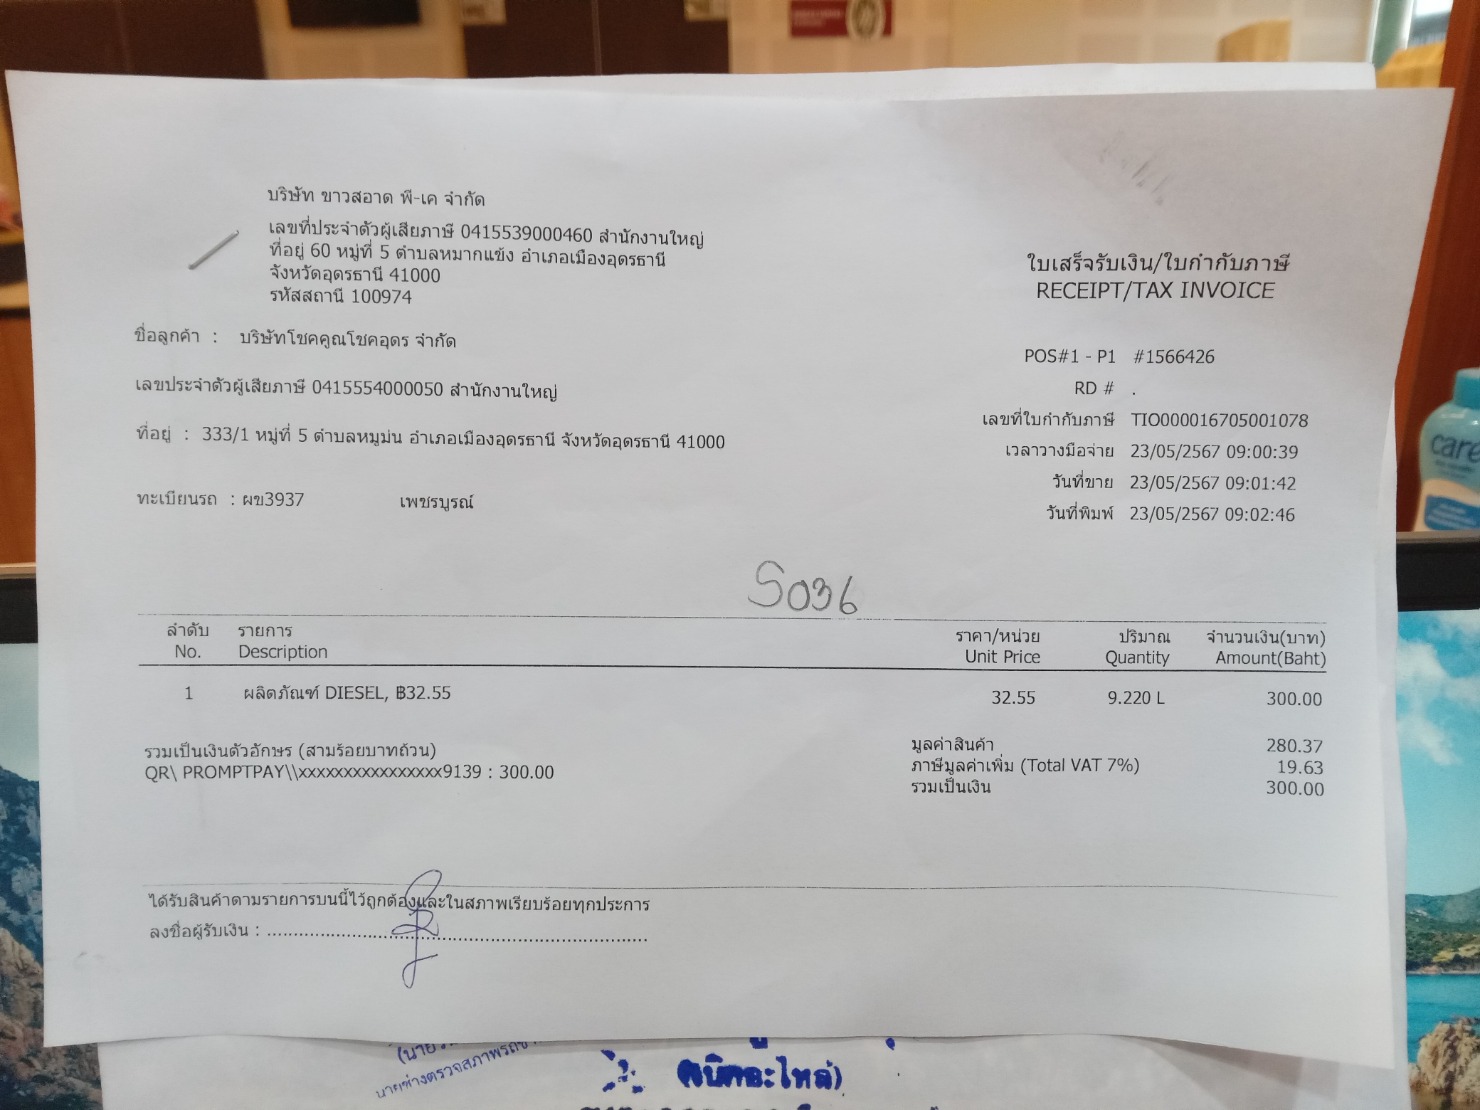 บริษัท ขาวสอาด พี-เค จำกัด
เลขที่ประจำตัวผู้เสียภาษี 0415539000460 สำนักงานใหญ่
ที่อยู่ 60 หมู่ที่ 5 ตำบลหมากแข้ง อำเภอเมืองอุดรธานี
จังหวัดอุดรธานี 41000
รหัสสถานี 100974
ใบเสร็จรับเงิน/ใบกำกับภาษี
RECEIPT/TAX INVOICE
ชื่อลูกค้า : บริษัทโชคคูณโชคอุดร จำกัด
เลขประจำตัวผู้เสียภาษี 0415554000050 สำนักงานใหญ่
ที่อยู่ : 333/1 หมู่ที่ 5 ตำบลหมูม่น อำเภอเมืองอุดรธานี จังหวัดอุดรธานี 41000
ทะเบียนรถ : ผข3937 เพชรบูรณ์
POS#1 - P1 #1566426
RD # .
เลขที่ใบกำกับภาษี TIO000016705001078
เวลาวางมือจ่าย 23/05/2567 09:00:39
วันที่ขาย 23/05/2567 09:01:42
วันที่พิมพ์ 23/05/2567 09:02:46
S036
ลำดับ รายการ ราคา/หน่วย ปริมาณ จำนวนเงิน(บาท)
No. Description Unit Price Quantity Amount(Baht)
1 ผลิตภัณฑ์ DIESEL, ฿32.55 32.55 9.220 L 300.00
รวมเป็นเงินตัวอักษร (สามร้อยบาทถ้วน)
QR\ PROMPTPAY\\xxxxxxxxxxxxxxxx9139 : 300.00
มูลค่าสินค้า 280.37
ภาษีมูลค่าเพิ่ม (Total VAT 7%) 19.63
รวมเป็นเงิน 300.00
ได้รับสินค้าตามรายการบนนี้ไว้ถูกต้องและในสภาพเรียบร้อยทุกประการ
ลงชื่อผู้รับเงิน : ................................................................
care